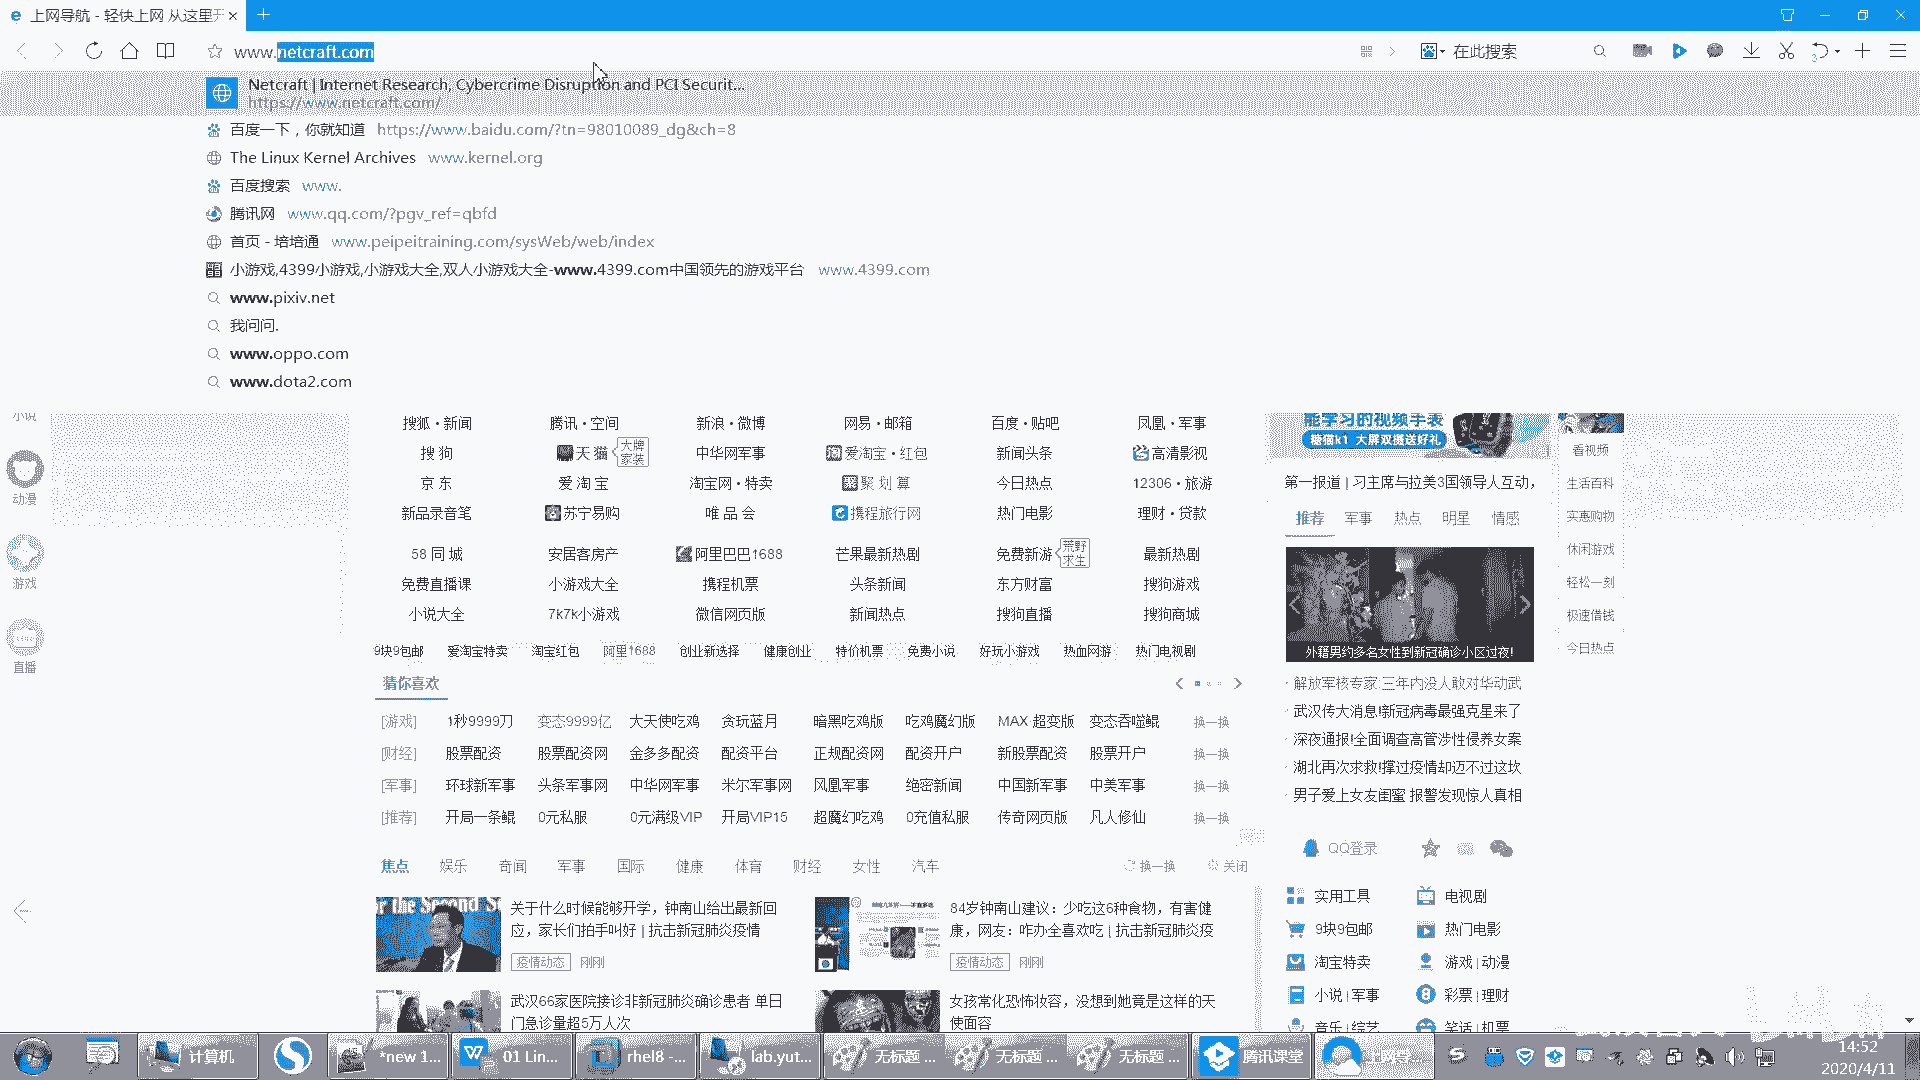 上网导航 - 轻快上网 从这里开
www.netcraft.com
在此搜索
Netcraft | Internet Research, Cybercrime Disruption and PCI Securit...
https://www.netcraft.com/
百度一下，你就知道 https://www.baidu.com/?tn=98010089_dg&ch=8
The Linux Kernel Archives www.kernel.org
百度搜索 www.
腾讯网 www.qq.com/?pgv_ref=qbfd
首页 - 培培通 www.peipeitraining.com/sysWeb/web/index
小游戏,4399小游戏,小游戏大全,双人小游戏大全-www.4399.com中国领先的游戏平台 www.4399.com
www.pixiv.net
我问问.
www.oppo.com
www.dota2.com
小说
动漫
游戏
直播
搜狐·新闻 腾讯·空间 新浪·微博 网易·邮箱 百度·贴吧 凤凰·军事
搜 狗 天 猫 大牌家装 中华网军事 爱淘宝·红包 新闻头条 高清影视
京 东 爱 淘 宝 淘宝网·特卖 聚 划 算 今日热点 12306·旅游
新品录音笔 苏宁易购 唯 品 会 携程旅行网 热门电影 理财·贷款
58 同 城 安居客房产 阿里巴巴1688 芒果最新热剧 免费新游 荒野求生 最新热剧
免费直播课 小游戏大全 携程机票 头条新闻 东方财富 搜狗游戏
小说大全 7k7k小游戏 微信网页版 新闻热点 搜狗直播 搜狗商城
9块9包邮 爱淘宝特卖 淘宝红包 阿里1688 创业新选择 健康创业 特价机票 免费小说 好玩小游戏 热血网游 热门电视剧
猜你喜欢
[游戏] 1秒9999刀 变态9999亿 大天使吃鸡 贪玩蓝月 暗黑吃鸡版 吃鸡魔幻版 MAX 超变版 变态吞噬鲲 换一换
[财经] 股票配资 股票配资网 金多多配资 配资平台 正规配资网 配资开户 新股票配资 股票开户 换一换
[军事] 环球新军事 头条军事网 中华网军事 米尔军事网 凤凰军事 绝密新闻 中国新军事 中美军事 换一换
[推荐] 开局一条鲲 0元私服 0元满级VIP 开局VIP15 超魔幻吃鸡 0充值私服 传奇网页版 凡人修仙 换一换
焦点 娱乐 奇闻 军事 国际 健康 体育 财经 女性 汽车 换一换 关闭
关于什么时候能够开学，钟南山给出最新回
应，家长们拍手叫好 | 抗击新冠肺炎疫情
疫情动态 刚刚
84岁钟南山建议：少吃这6种食物，有害健
康，网友：咋办全喜欢吃 | 抗击新冠肺炎疫
疫情动态 刚刚
武汉66家医院接诊非新冠肺炎确诊患者 单日
门急诊量超5万人次
女孩常化恐怖妆容，没想到她竟是这样的天
使面容
能学习的视频手表
糖猫k1 大屏双摄送好礼
第一报道 | 习主席与拉美3国领导人互动，
推荐 军事 热点 明星 情感
外籍男约多名女性到新冠确诊小区过夜!
解放军核专家:三年内没人敢对华动武
武汉传大消息!新冠病毒最强克星来了
深夜通报!全面调查高管涉性侵养女案
湖北再次求救!撑过疫情却迈不过这坎
男子爱上女友闺蜜 报警发现惊人真相
QQ登录
实用工具 电视剧
9块9包邮 热门电影
淘宝特卖 游戏 | 动漫
小说 | 军事 彩票 | 理财
音乐 | 综艺 笑话 | 机票
看视频
生活百科
实惠购物
休闲游戏
轻松一刻
极速借钱
今日热点
计算机 *new 1... 01 Lin... rhel8 -... lab.yut... 无标题 ... 无标题 ... 无标题 ... 腾讯课堂
14:52
2020/4/11